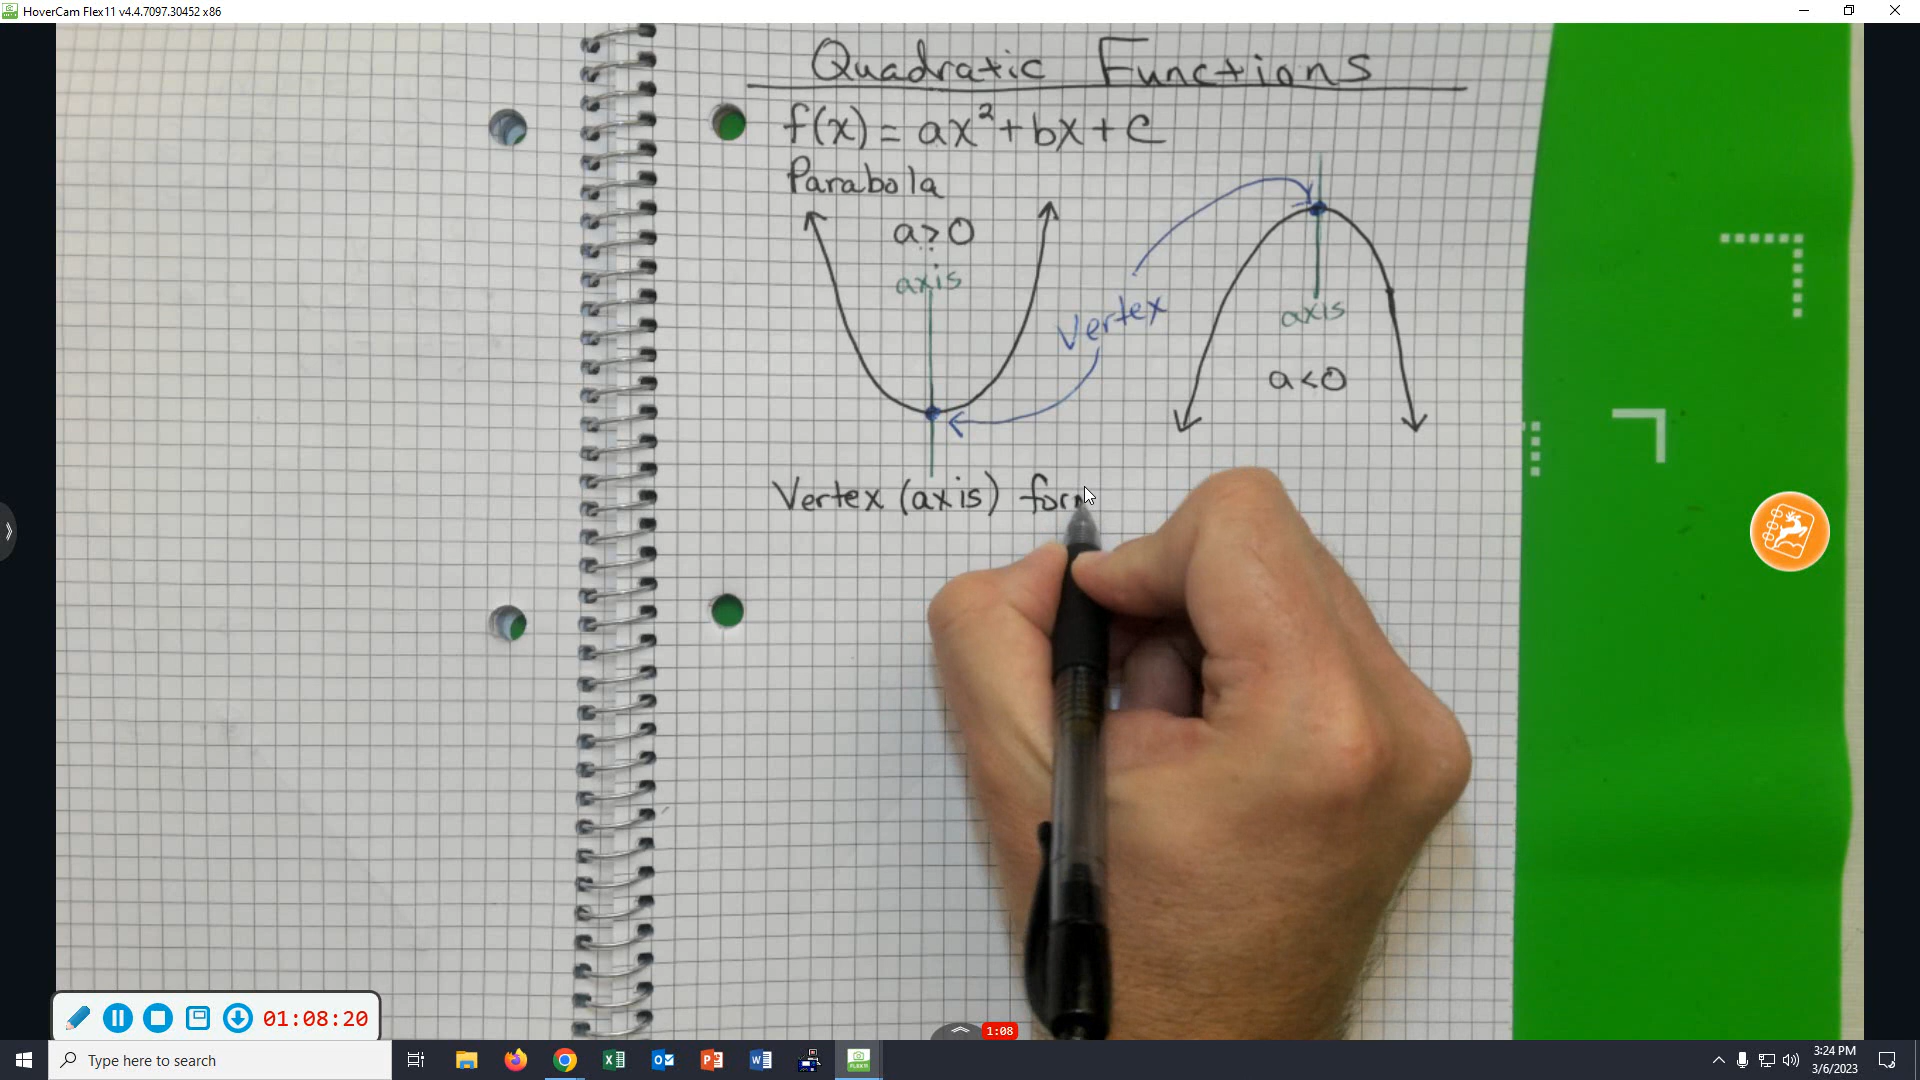 HoverCam Flex11 v4.4.7097.30452 x86
Quadratic Functions
f(x) = ax²+bx+c
Parabola
a>0
axis
Vertex
axis
a<0
Vertex (axis) form
01:08:20
1:08
Type here to search
3:24 PM
3/6/2023